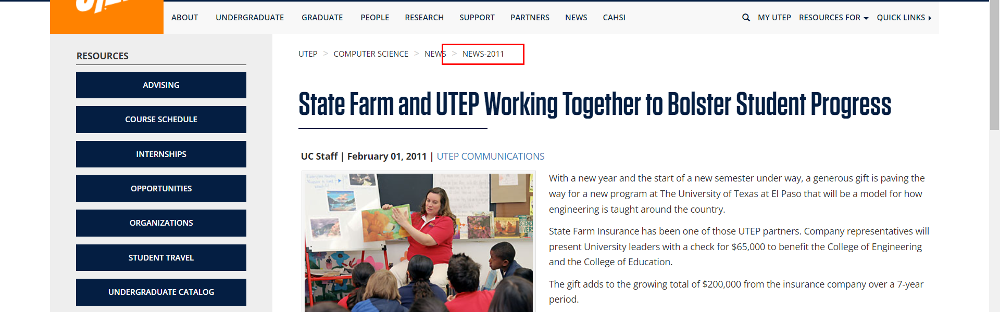 ABOUT UNDERGRADUATE GRADUATE PEOPLE RESEARCH SUPPORT PARTNERS NEWS CAHSI MY UTEP RESOURCES FOR QUICK LINKS
RESOURCES
ADVISING
COURSE SCHEDULE
INTERNSHIPS
OPPORTUNITIES
ORGANIZATIONS
STUDENT TRAVEL
UNDERGRADUATE CATALOG
UTEP > COMPUTER SCIENCE > NEWS > NEWS-2011
State Farm and UTEP Working Together to Bolster Student Progress
UC Staff | February 01, 2011 | UTEP COMMUNICATIONS
With a new year and the start of a new semester under way, a generous gift is paving the
way for a new program at The University of Texas at El Paso that will be a model for how
engineering is taught around the country.
State Farm Insurance has been one of those UTEP partners. Company representatives will
present University leaders with a check for $65,000 to benefit the College of Engineering
and the College of Education.
The gift adds to the growing total of $200,000 from the insurance company over a 7-year
period.